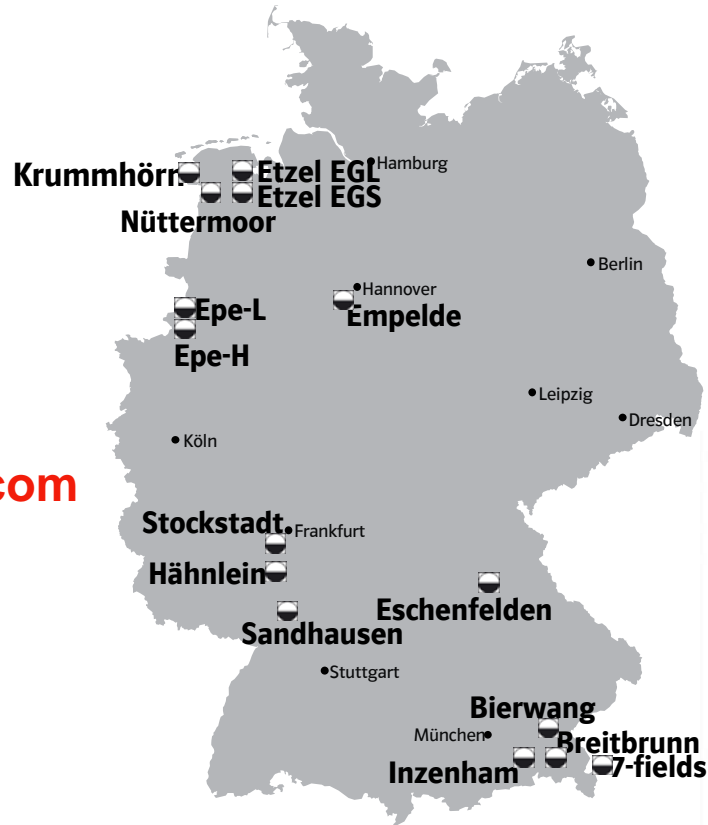 Hamburg
Krummhörn
Etzel EGL
Etzel EGS
Nüttermoor
Berlin
Hannover
Epe-L
Empelde
Epe-H
Leipzig
Dresden
Köln
com
Stockstadt
Frankfurt
Hähnlein
Eschenfelden
Sandhausen
Stuttgart
Bierwang
München
Breitbrunn
Inzenham
7-fields